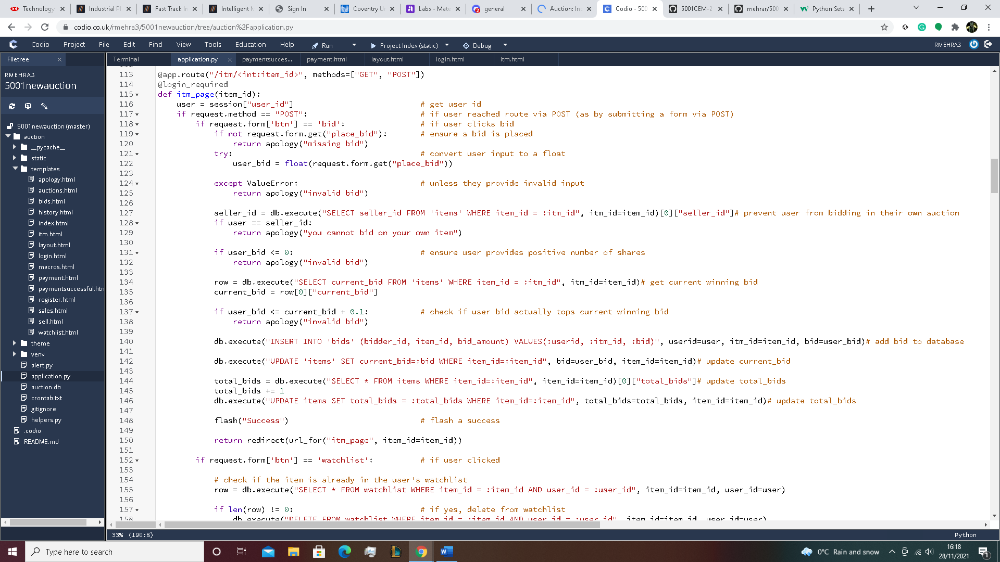 Technology
Industrial Pl
Fast Track In
Intelligent M
Sign In
Coventry U
Labs - Mate
general
Auction: In
Codio - 500
5001CEM-2
mehrar/500
Python Sets
codio.co.uk/rmehra3/5001newauction/tree/auction%2Fapplication.py
Codio Project File Edit Find View Tools Education Help Run Project Index (static) Debug RMEHRA3
Filetree
Terminal application.py paymentsucces... payment.html layout.html login.html itm.html
RMEHRA3
5001newauction
5001newauction (master)
auction
__pycache__
static
templates
apology.html
auctions.html
bids.html
history.html
index.html
itm.html
layout.html
login.html
macros.html
payment.html
paymentsuccessful.htn
register.html
sales.html
sell.html
watchlist.html
theme
venv
alert.py
application.py
auction.db
crontab.txt
gitignore
helpers.py
.codio
README.md
112
113 @app.route("/itm/<int:item_id>", methods=["GET", "POST"])
114 @login_required
115 def itm_page(item_id):
116 user = session["user_id"] # get user id
117 if request.method == "POST": # if user reached route via POST (as by submitting a form via POST)
118 if request.form['btn'] == 'bid': # if user clicks bid
119 if not request.form.get("place_bid"): # ensure a bid is placed
120 return apology("missing bid")
121 try: # convert user input to a float
122 user_bid = float(request.form.get("place_bid"))
123
124 except ValueError: # unless they provide invalid input
125 return apology("invalid bid")
126
127 seller_id = db.execute("SELECT seller_id FROM 'items' WHERE item_id = :itm_id", itm_id=item_id)[0]["seller_id"]# prevent user from bidding in their own auction
128 if user == seller_id:
129 return apology("you cannot bid on your own item")
130
131 if user_bid <= 0: # ensure user provides positive number of shares
132 return apology("invalid bid")
133
134 row = db.execute("SELECT current_bid FROM 'items' WHERE item_id = :itm_id", itm_id=item_id)# get current winning bid
135 current_bid = row[0]["current_bid"]
136
137 if user_bid <= current_bid + 0.1: # check if user bid actually tops current winning bid
138 return apology("invalid bid")
139
140 db.execute("INSERT INTO 'bids' (bidder_id, item_id, bid_amount) VALUES(:userid, :itm_id, :bid)", userid=user, itm_id=item_id, bid=user_bid)# add bid to database
141
142 db.execute("UPDATE 'items' SET current_bid=:bid WHERE item_id=:item_id", bid=user_bid, item_id=item_id)# update current_bid
143
144 total_bids = db.execute("SELECT * FROM items WHERE item_id=:item_id", item_id=item_id)[0]["total_bids"]# update total_bids
145 total_bids += 1
146 db.execute("UPDATE items SET total_bids = :total_bids WHERE item_id=:item_id", total_bids=total_bids, item_id=item_id)# update total_bids
147
148 flash("Success") # flash a success
149
150 return redirect(url_for("itm_page", item_id=item_id))
151
152 if request.form['btn'] == 'watchlist': # if user clicked
153
154 # check if the item is already in the user's watchlist
155 row = db.execute("SELECT * FROM watchlist WHERE item_id = :item_id AND user_id = :user_id", item_id=item_id, user_id=user)
156
157 if len(row) != 0: # if yes, delete from watchlist
158 db.execute("DELETE FROM watchlist WHERE item_id = :item_id AND user_id = :user_id", item_id=item_id, user_id=user)
33% (190:8) Python
Type here to search
0°C Rain and snow
16:18
28/11/2021
1